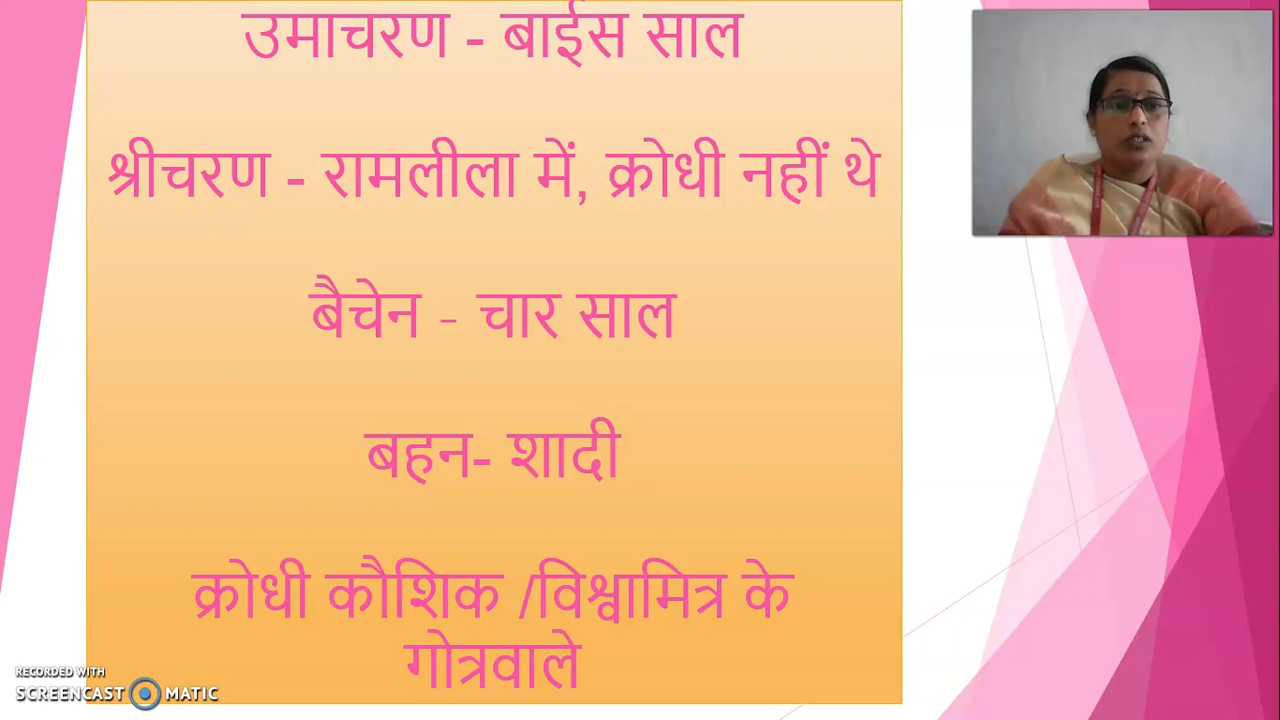 उमाचरण - बाईस साल
श्रीचरण - रामलीला में, क्रोधी नहीं थे
बैचेन - चार साल
बहन- शादी
क्रोधी कौशिक /विश्वामित्र के
गोत्रवाले
RECORDED WITH
SCREENCAST MATIC